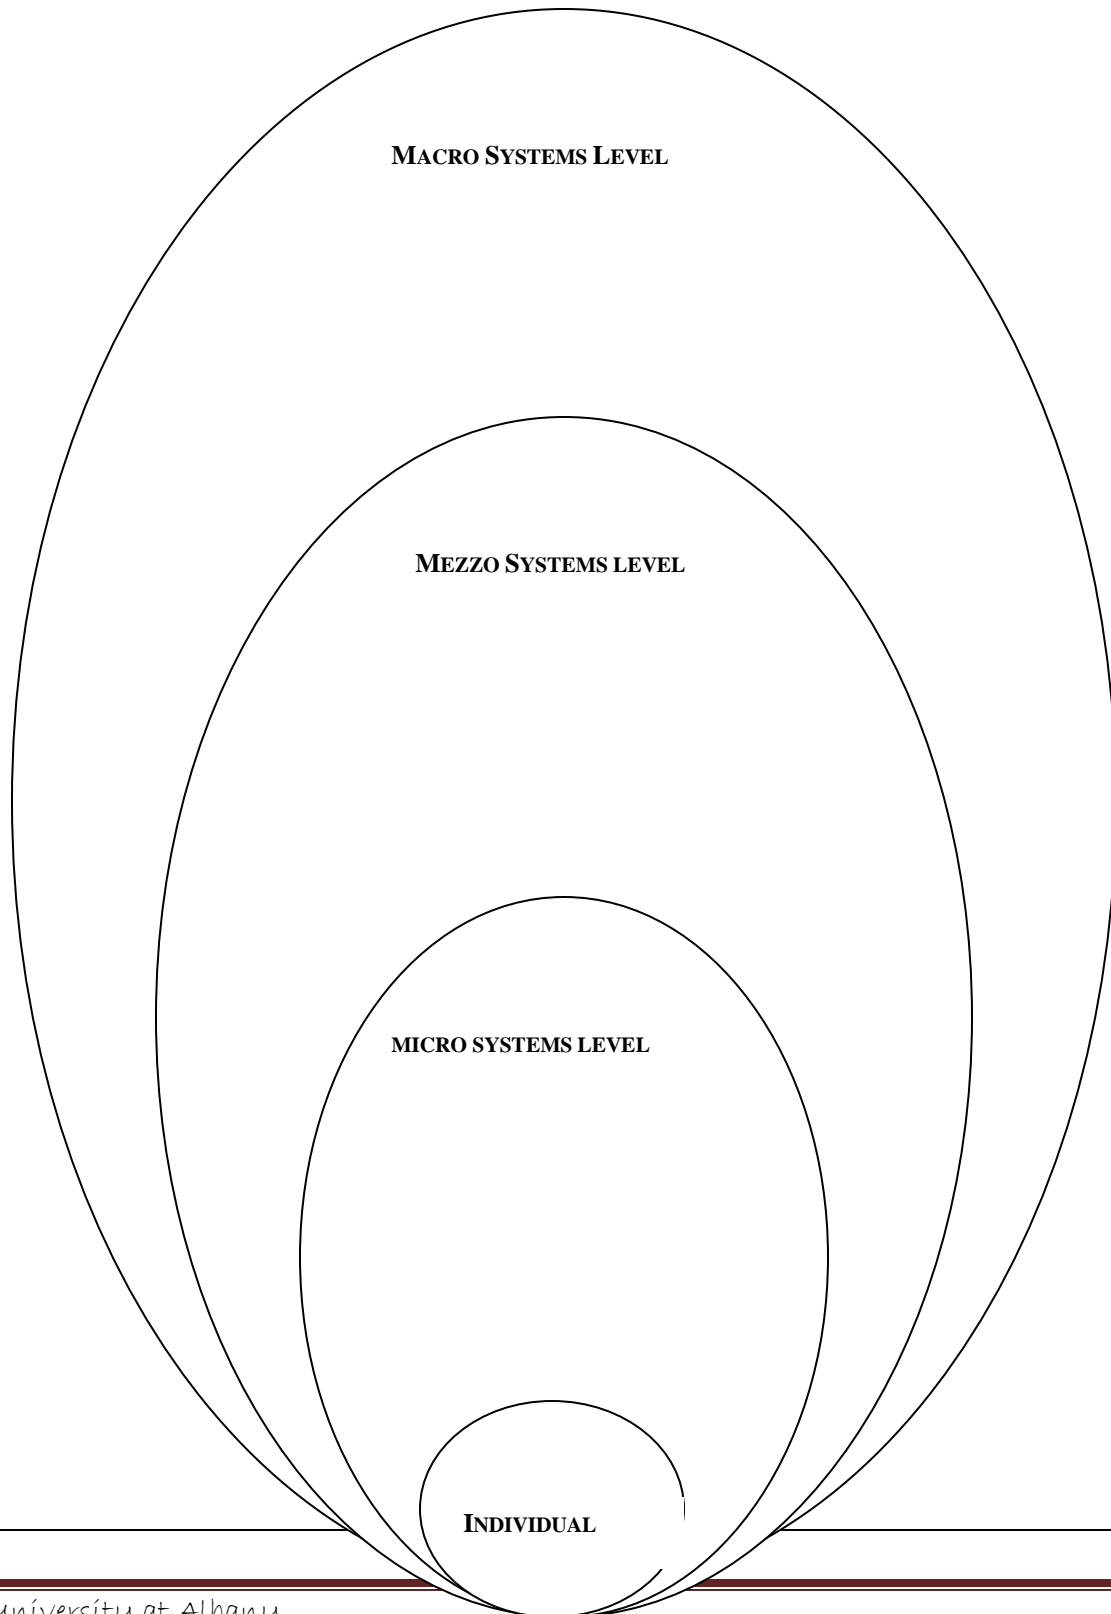 MACRO SYSTEMS LEVEL
MEZZO SYSTEMS LEVEL
MICRO SYSTEMS LEVEL
INDIVIDUAL
university at Albany